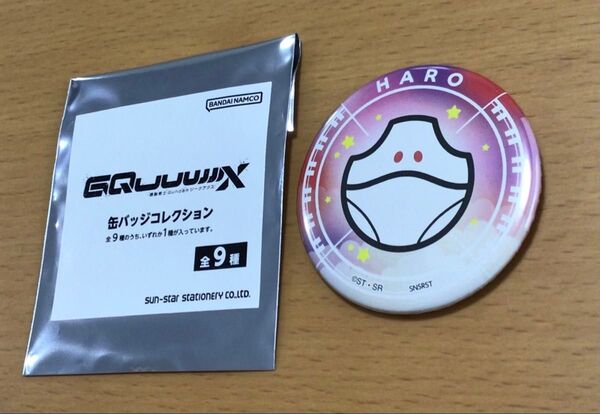 BANDAI NAMCO
GQuuuuuuX
機動戦士Gundam ジークアクス
缶バッジコレクション
全9種のうち、いずれか1種が入っています。
全9種
sun-star stationery co.,ltd.
HARO
©ST・SR
SNSRST